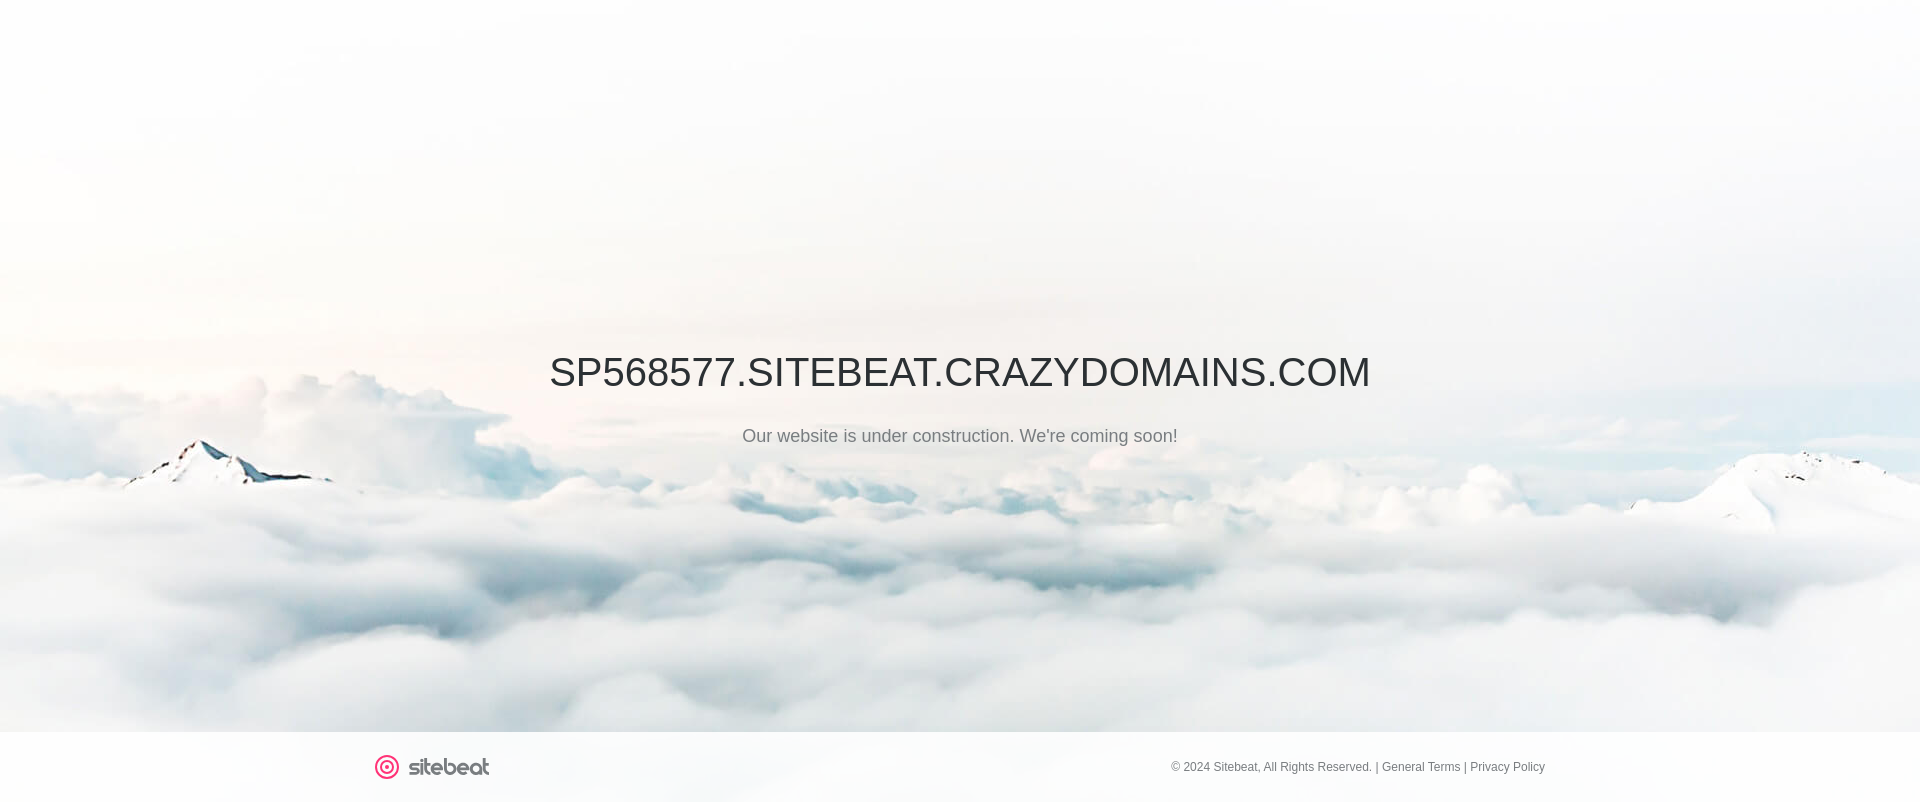 SP568577.SITEBEAT.CRAZYDOMAINS.COM
Our website is under construction. We're coming soon!
sitebeat
© 2024 Sitebeat, All Rights Reserved. | General Terms | Privacy Policy